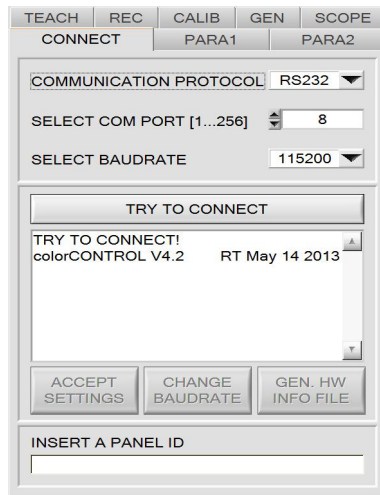 TEACH REC CALIB GEN SCOPE
CONNECT PARA1 PARA2
COMMUNICATION PROTOCOL RS232
SELECT COM PORT [1...256] 8
SELECT BAUDRATE 115200
TRY TO CONNECT
TRY TO CONNECT!
colorCONTROL V4.2 RT May 14 2013
ACCEPT SETTINGS CHANGE BAUDRATE GEN. HW INFO FILE
INSERT A PANEL ID